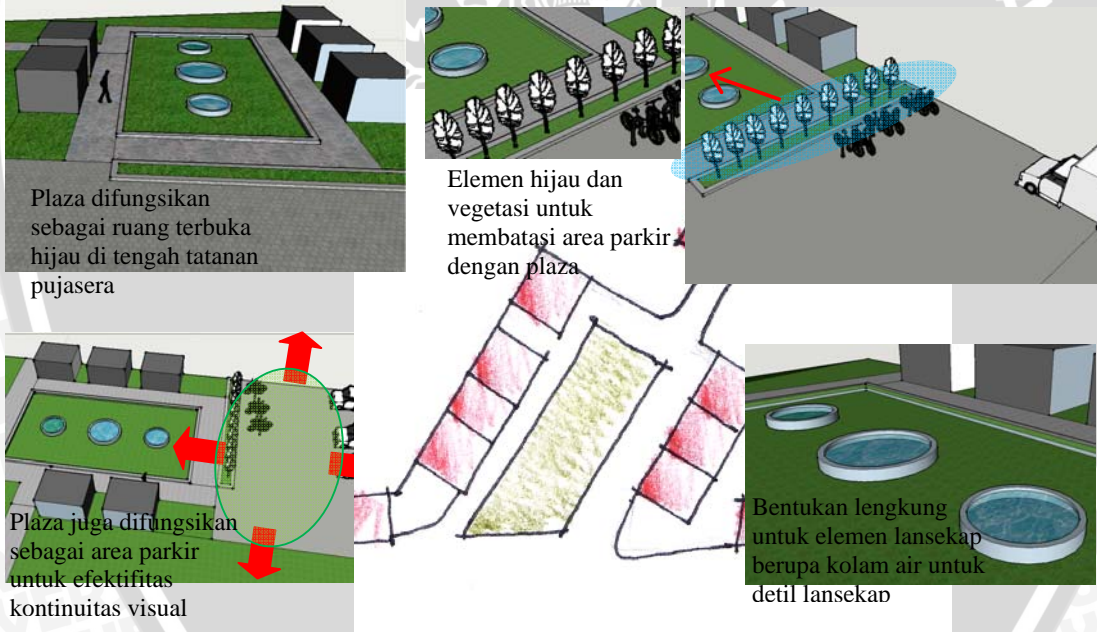 Plaza difungsikan
sebagai ruang terbuka
hijau di tengah tatanan
pujasera
Elemen hijau dan
vegetasi untuk
membatasi area parkir
dengan plaza
Plaza juga difungsikan
sebagai area parkir
untuk efektifitas
kontinuitas visual
Bentukan lengkung
untuk elemen lansekap
berupa kolam air untuk
detil lansekap